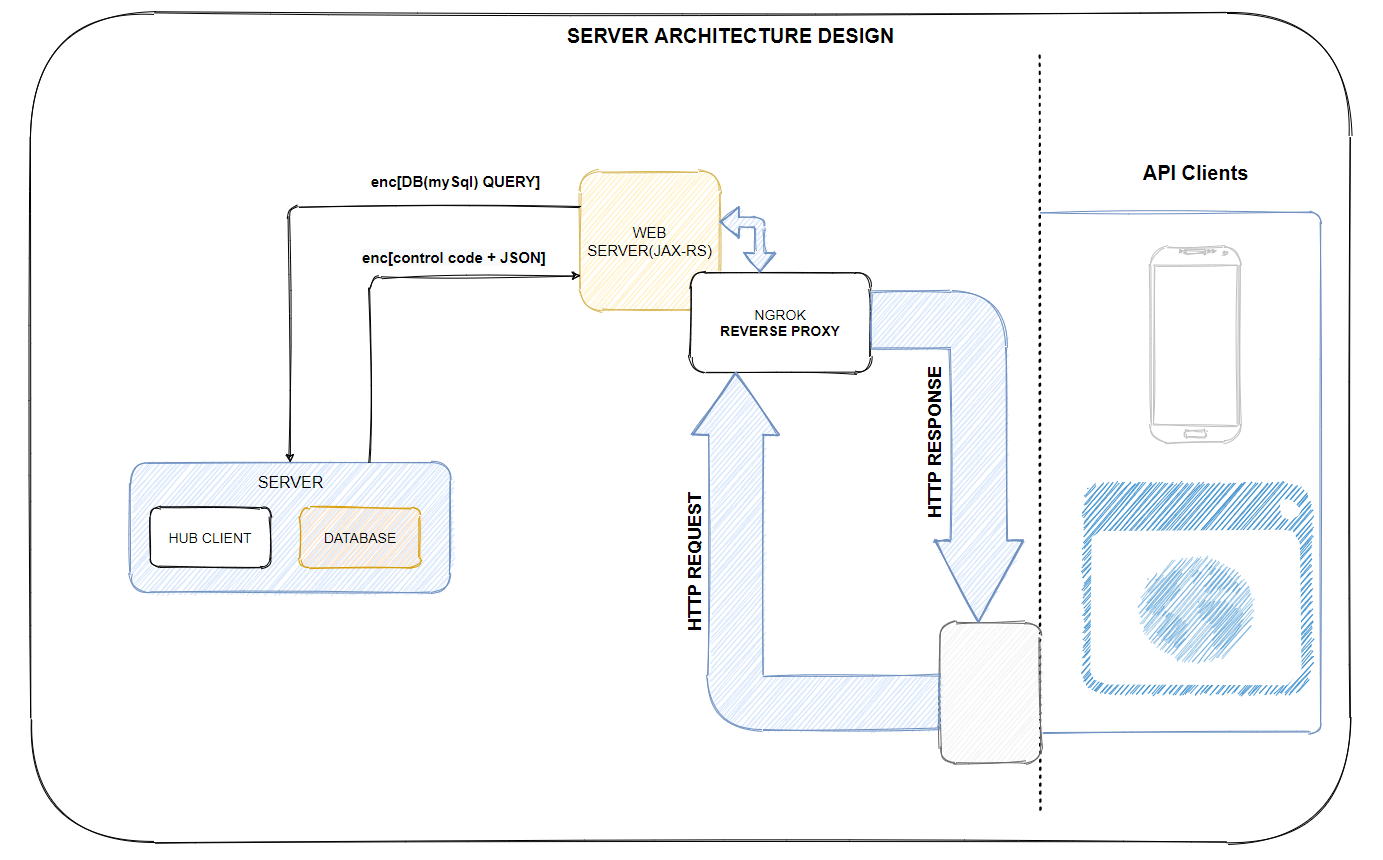 SERVER ARCHITECTURE DESIGN
API Clients
enc[DB(mySql) QUERY]
WEB
SERVER(JAX-RS)
enc[control code + JSON]
NGROK
REVERSE PROXY
HTTP RESPONSE
HTTP REQUEST
SERVER
HUB CLIENT
DATABASE